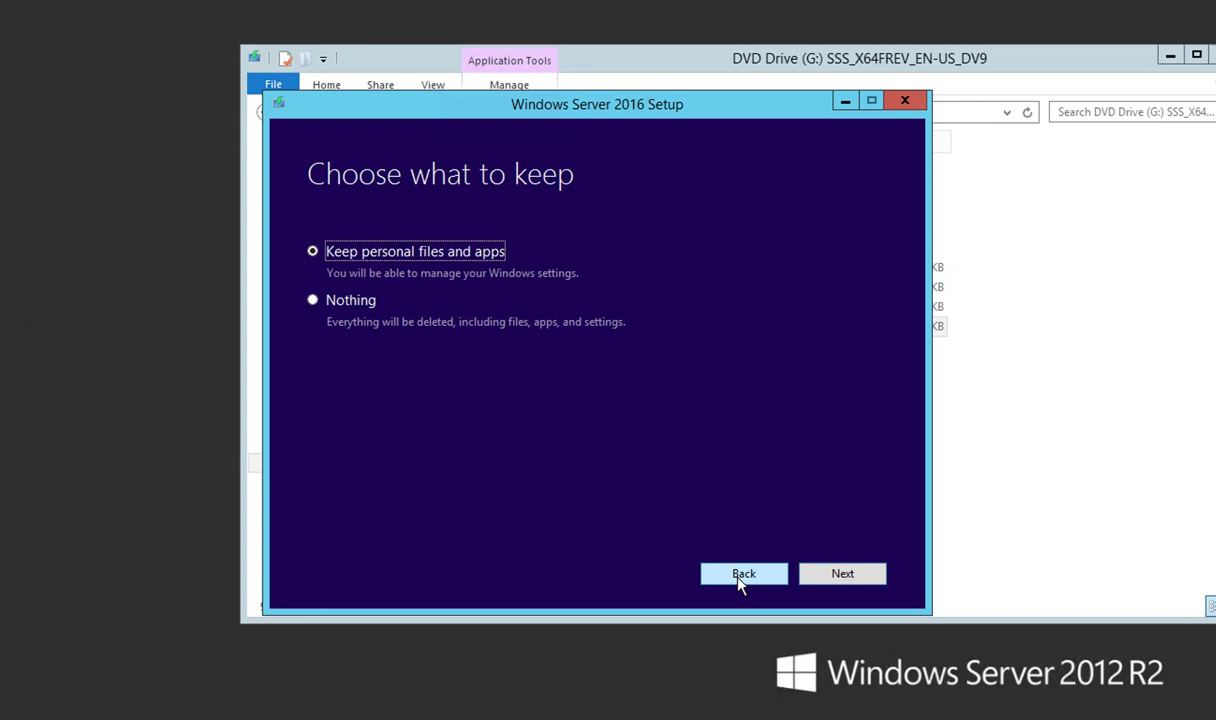 Application Tools
DVD Drive (G:) SSS_X64FREV_EN-US_DV9
File Home Share View Manage
Windows Server 2016 Setup
Search DVD Drive (G:) SSS_X64...
Choose what to keep
Keep personal files and apps
You will be able to manage your Windows settings.
Nothing
Everything will be deleted, including files, apps, and settings.
KB
KB
KB
KB
Back Next
Windows Server 2012 R2